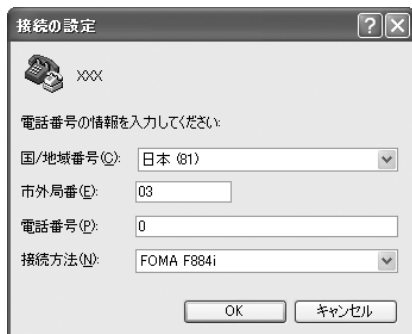 接続の設定
XXX
電話番号の情報を入力してください:
国/地域番号(C): 日本 (81)
市外局番(E): 03
電話番号(P): 0
接続方法(N): FOMA F884i
OK キャンセル